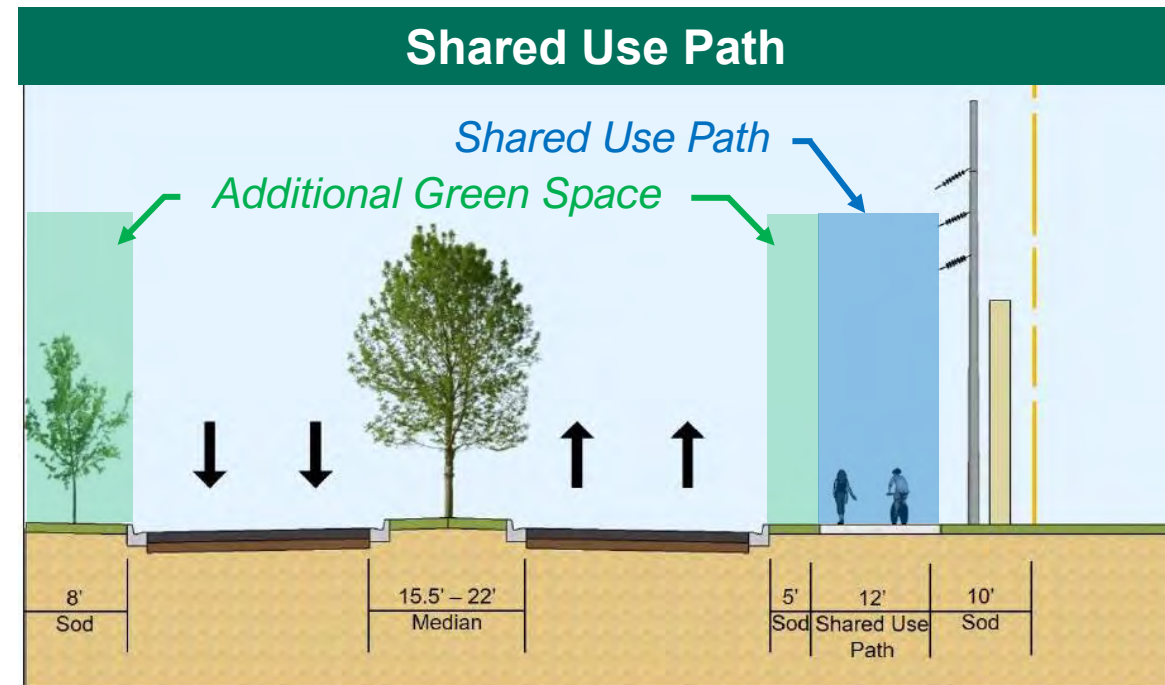 Shared Use Path
Shared Use Path
Additional Green Space
8'
Sod
15.5' – 22'
Median
5'
Sod
12'
Shared Use
Path
10'
Sod